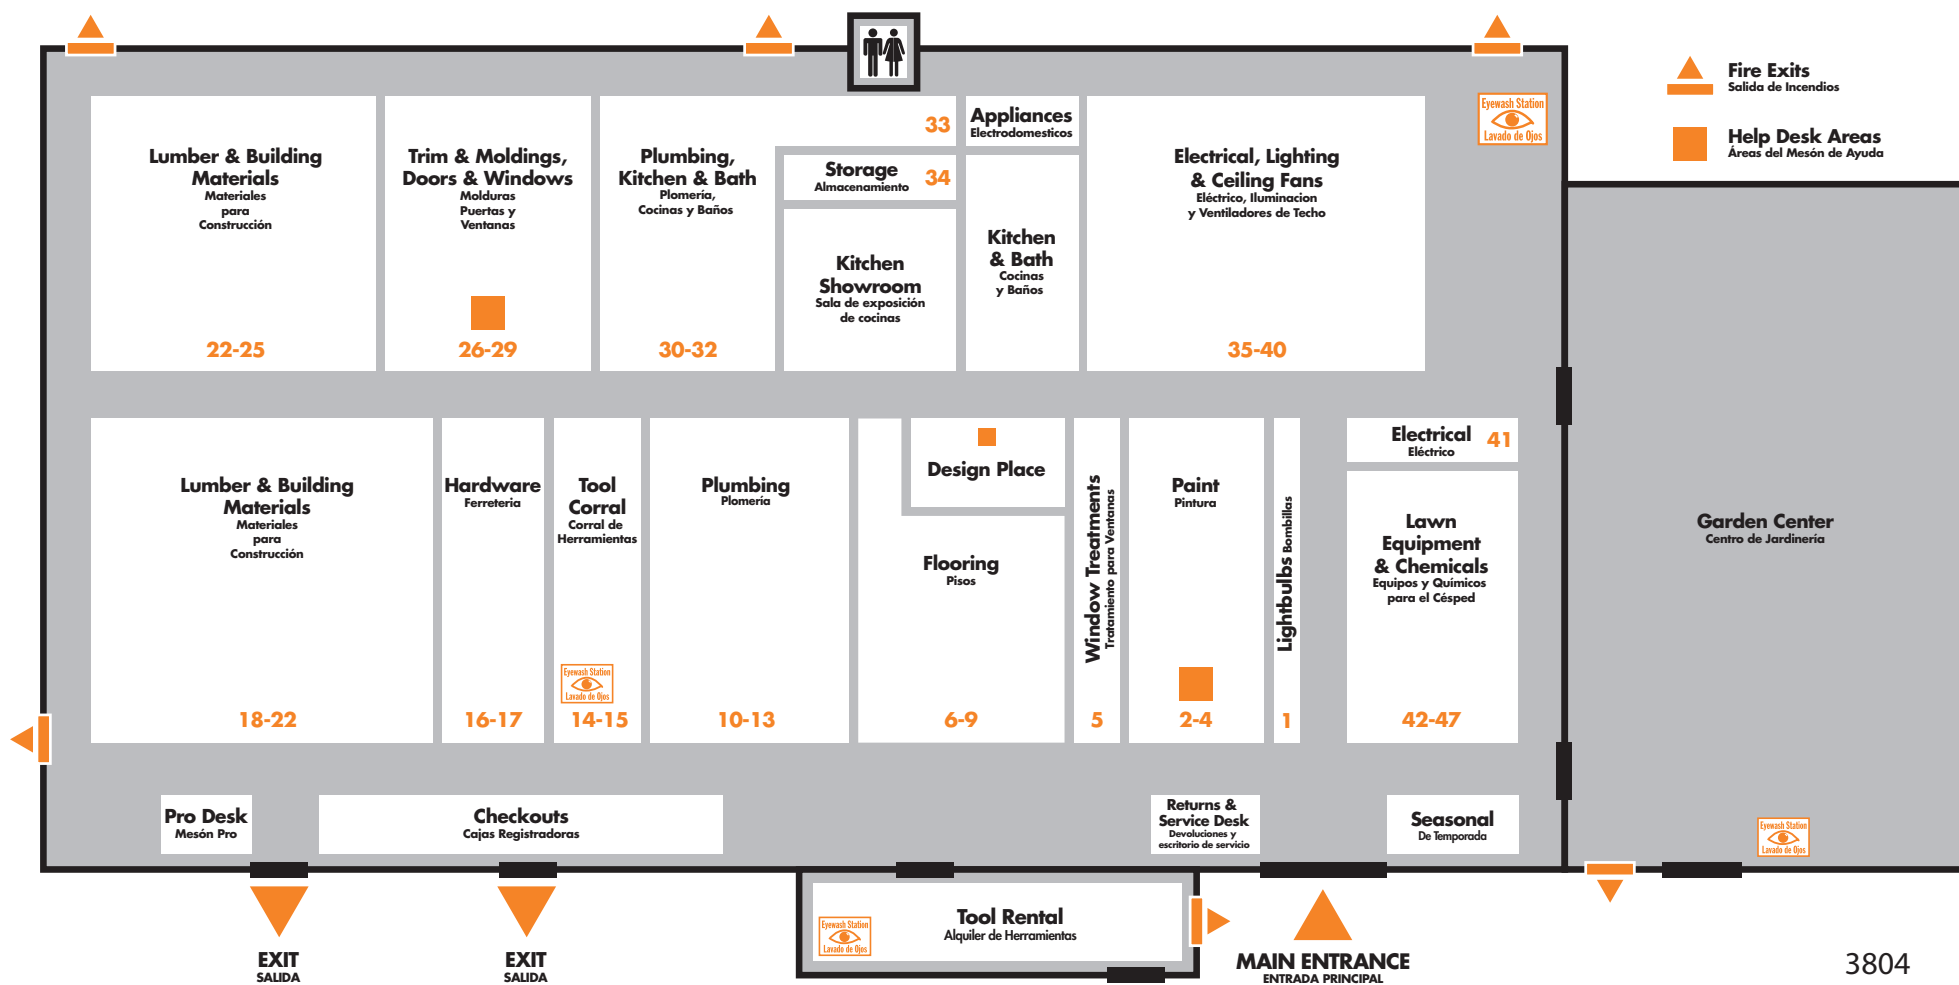 Fire Exits
Salida de Incendios
Help Desk Areas
Áreas del Mesón de Ayuda
Eyewash Station
Lavado de Ojos
Lumber & Building
Materials
Materiales
para
Construcción
22-25
Trim & Moldings,
Doors & Windows
Molduras
Puertas y
Ventanas
26-29
Plumbing,
Kitchen & Bath
Plomería,
Cocinas y Baños
30-32
33
Storage
Almacenamiento
34
Kitchen
Showroom
Sala de exposición
de cocinas
Appliances
Electrodomesticos
Kitchen
& Bath
Cocinas
y Baños
Electrical, Lighting
& Ceiling Fans
Eléctrico, Iluminacion
y Ventiladores de Techo
35-40
Lumber & Building
Materials
Materiales
para
Construcción
18-22
Hardware
Ferreteria
16-17
Tool
Corral
Corral de
Herramientas
Eyewash Station
Lavado de Ojos
14-15
Plumbing
Plomería
10-13
Design Place
Flooring
Pisos
6-9
Window Treatments
Tratamiento para Ventanas
5
Paint
Pintura
2-4
Lightbulbs Bombillas
1
Electrical
Eléctrico
41
Lawn
Equipment
& Chemicals
Equipos y Químicos
para el Césped
42-47
Garden Center
Centro de Jardinería
Pro Desk
Mesón Pro
Checkouts
Cajas Registradoras
Returns &
Service Desk
Devoluciones y
escritorio de servicio
Seasonal
De Temporada
Eyewash Station
Lavado de Ojos
Eyewash Station
Lavado de Ojos
Tool Rental
Alquiler de Herramientas
EXIT
SALIDA
EXIT
SALIDA
MAIN ENTRANCE
ENTRADA PRINCIPAL
3804